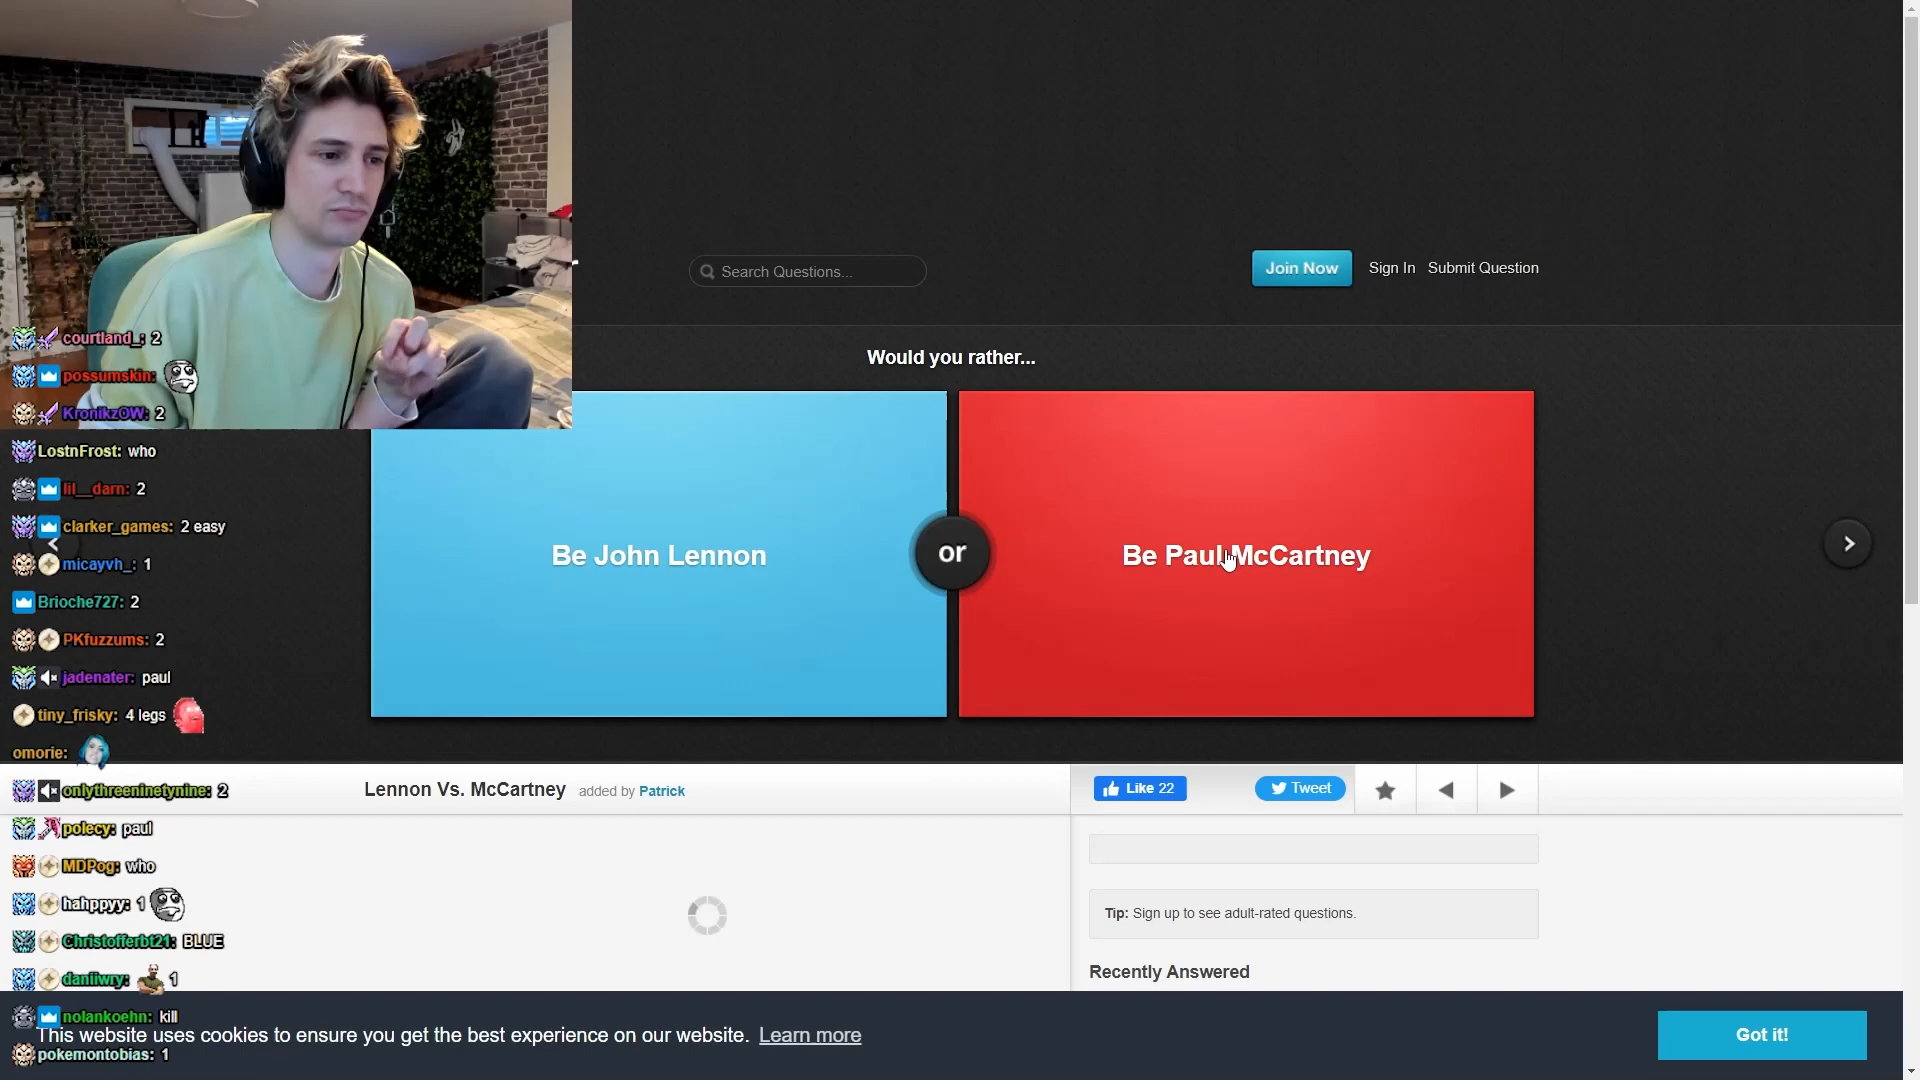 Search Questions...
Join Now
Sign In
Submit Question
Would you rather...
Be John Lennon
or
Be Paul McCartney
courtland_: 2
possumskin:
KronikzOW: 2
LostnFrost: who
lil__darn: 2
clarker_games: 2 easy
micayvh_: 1
Brioche727: 2
PKfuzzums: 2
jadenater: paul
tiny_frisky: 4 legs
omorie:
onlythreeninetynine: 2
polecy: paul
MDPog: who
hahppyy: 1
Christofferbt21: BLUE
daniiwry: 1
nolankoehn: kill
pokemontobias: 1
Lennon Vs. McCartney added by Patrick
Like 22
Tweet
Tip: Sign up to see adult-rated questions.
Recently Answered
This website uses cookies to ensure you get the best experience on our website. Learn more
Got it!